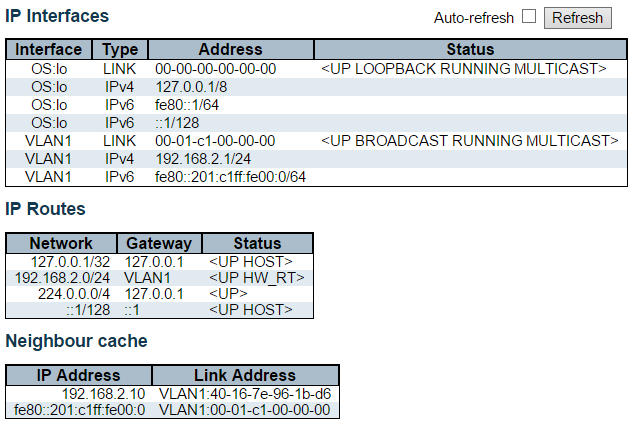 IP Interfaces
Auto-refresh Refresh
Interface Type Address Status
OS:lo LINK 00-00-00-00-00-00 <UP LOOPBACK RUNNING MULTICAST>
OS:lo IPv4 127.0.0.1/8
OS:lo IPv6 fe80::1/64
OS:lo IPv6 ::1/128
VLAN1 LINK 00-01-c1-00-00-00 <UP BROADCAST RUNNING MULTICAST>
VLAN1 IPv4 192.168.2.1/24
VLAN1 IPv6 fe80::201:c1ff:fe00:0/64
IP Routes
Network Gateway Status
127.0.0.1/32 127.0.0.1 <UP HOST>
192.168.2.0/24 VLAN1 <UP HW_RT>
224.0.0.0/4 127.0.0.1 <UP>
::1/128 ::1 <UP HOST>
Neighbour cache
IP Address Link Address
192.168.2.10 VLAN1:40-16-7e-96-1b-d6
fe80::201:c1ff:fe00:0 VLAN1:00-01-c1-00-00-00